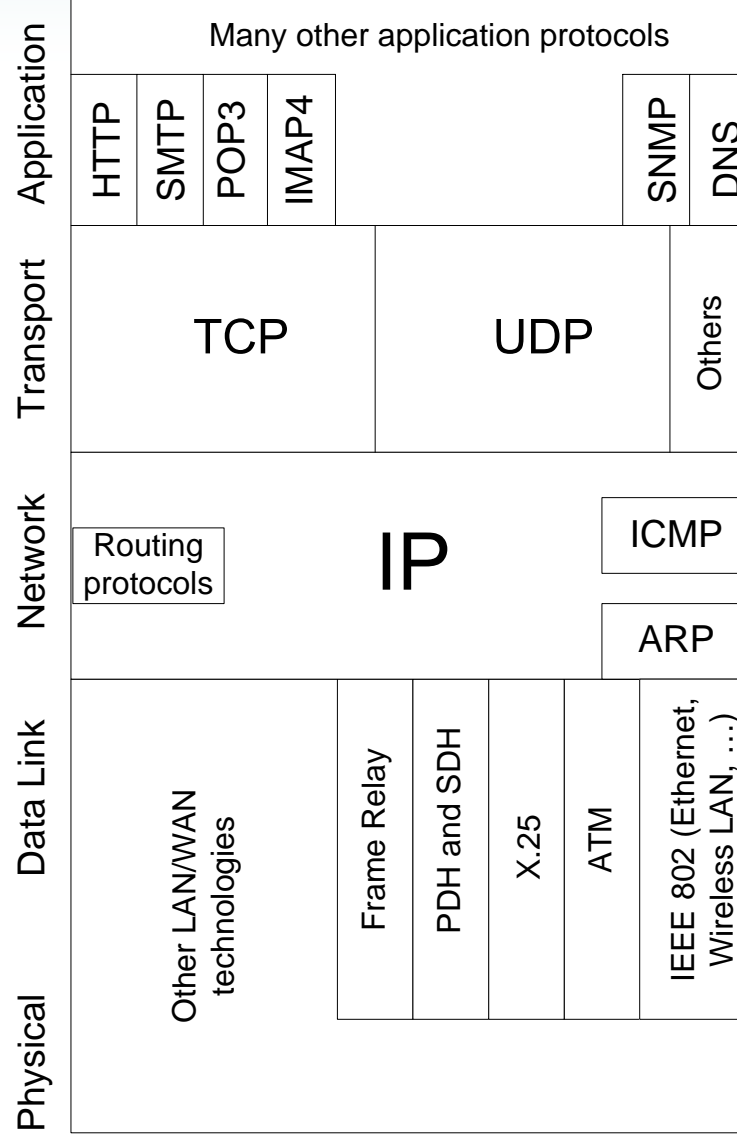 Many other application protocols
Application
HTTP
SMTP
POP3
IMAP4
SNMP
DNS
Transport
TCP
UDP
Others
Network
Routing
protocols
IP
ICMP
ARP
Data Link
Physical
Other LAN/WAN
technologies
Frame Relay
PDH and SDH
X.25
ATM
IEEE 802 (Ethernet,
Wireless LAN, …)